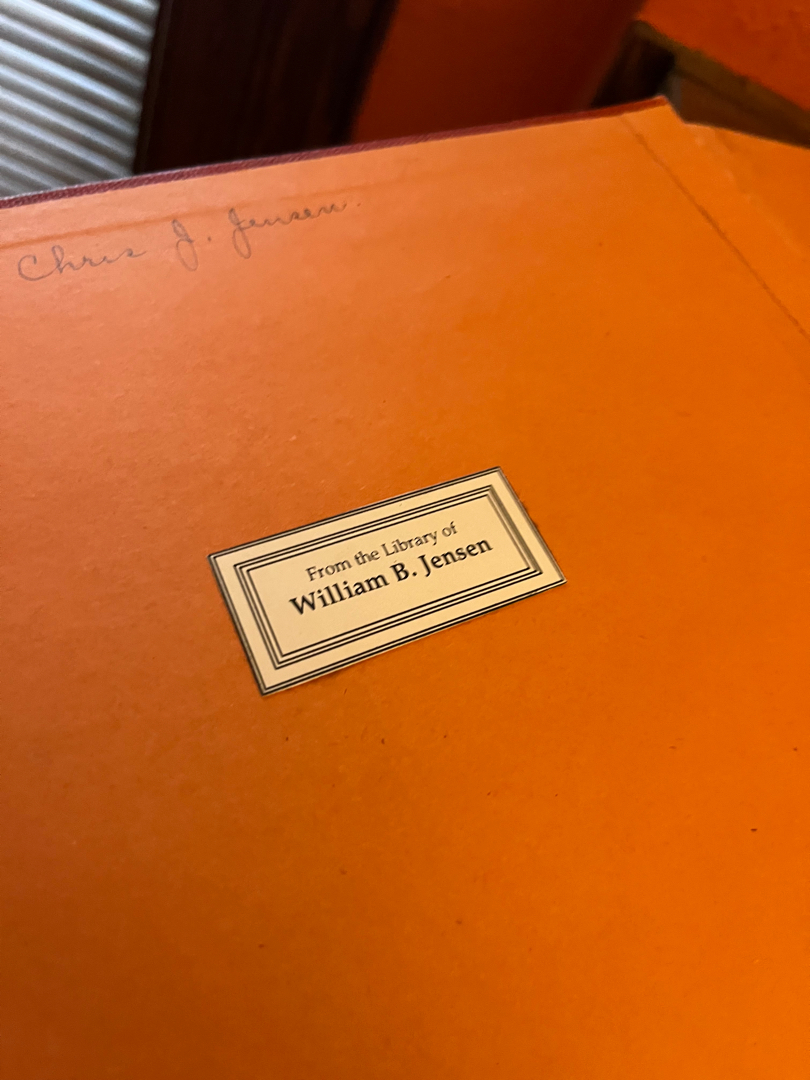 Chris J. Jensen.
From the Library of
William B. Jensen